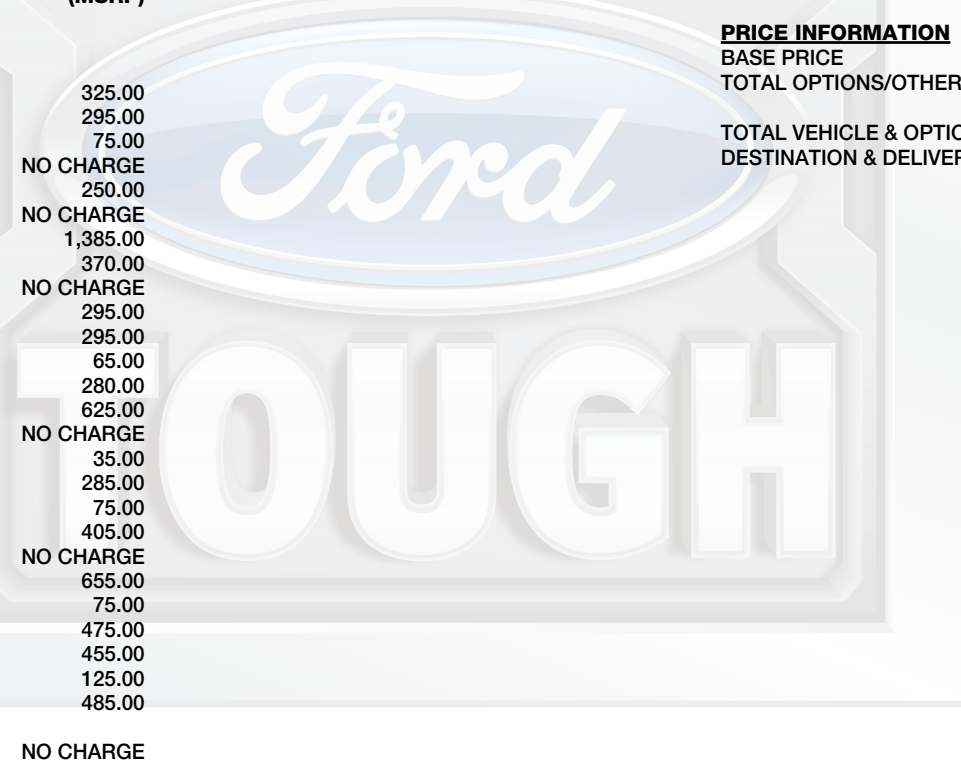 (MSRP)
325.00
295.00
75.00
NO CHARGE
250.00
NO CHARGE
1,385.00
370.00
NO CHARGE
295.00
295.00
65.00
280.00
625.00
NO CHARGE
35.00
285.00
75.00
405.00
NO CHARGE
655.00
75.00
475.00
455.00
125.00
485.00
NO CHARGE
Ford
TOUGH
PRICE INFORMATION
BASE PRICE
TOTAL OPTIONS/OTHER
TOTAL VEHICLE & OPTIO
DESTINATION & DELIVER